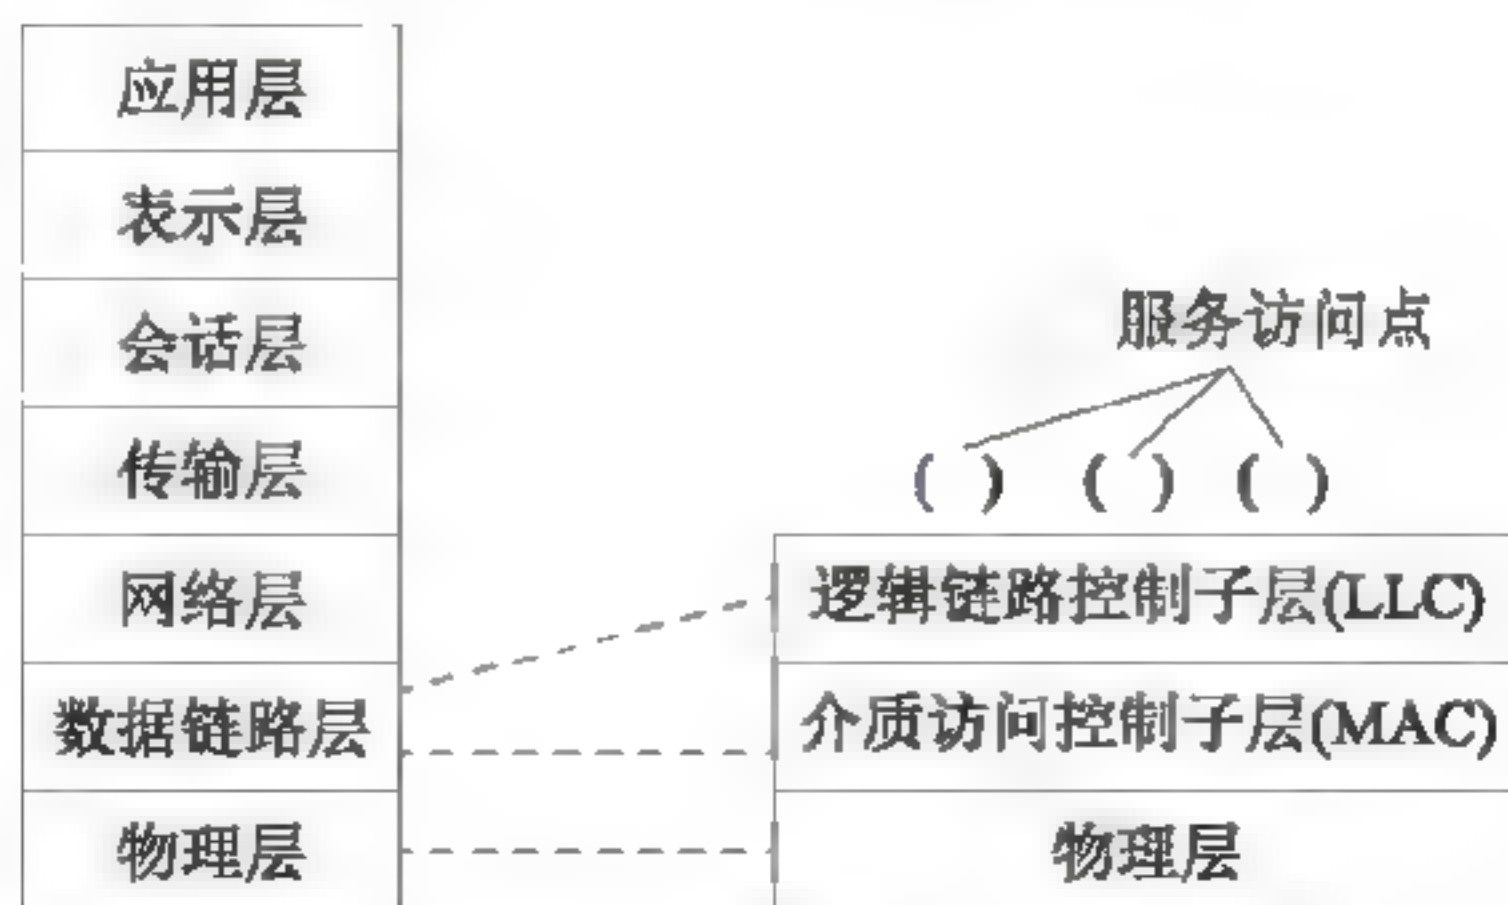 应用层
表示层
会话层
传输层
网络层
数据链路层
物理层
服务访问点
( ) ( ) ( )
逻辑链路控制子层(LLC)
介质访问控制子层(MAC)
物理层